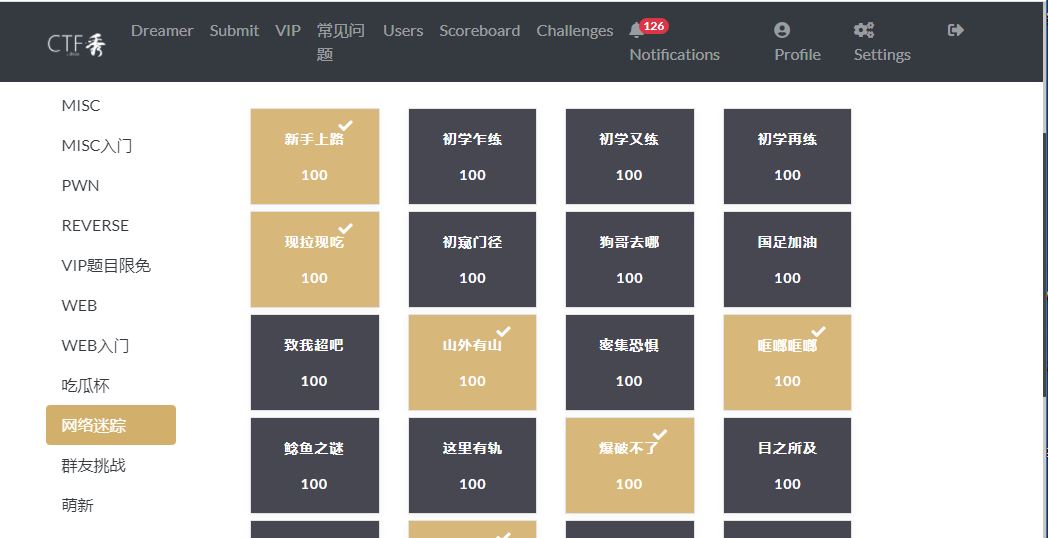 CTF秀
Dreamer
Submit
VIP
常见问
题
Users
Scoreboard
Challenges
126
Notifications
Profile
Settings
MISC
MISC入门
PWN
REVERSE
VIP题目限免
WEB
WEB入门
吃瓜杯
网络迷踪
群友挑战
萌新
新手上路
100
初学乍练
100
初学又练
100
初学再练
100
现拉现吃
100
初窥门径
100
狗哥去哪
100
国足加油
100
致我超吧
100
山外有山
100
密集恐惧
100
哐啷哐啷
100
鲶鱼之谜
100
这里有轨
100
爆破不了
100
目之所及
100